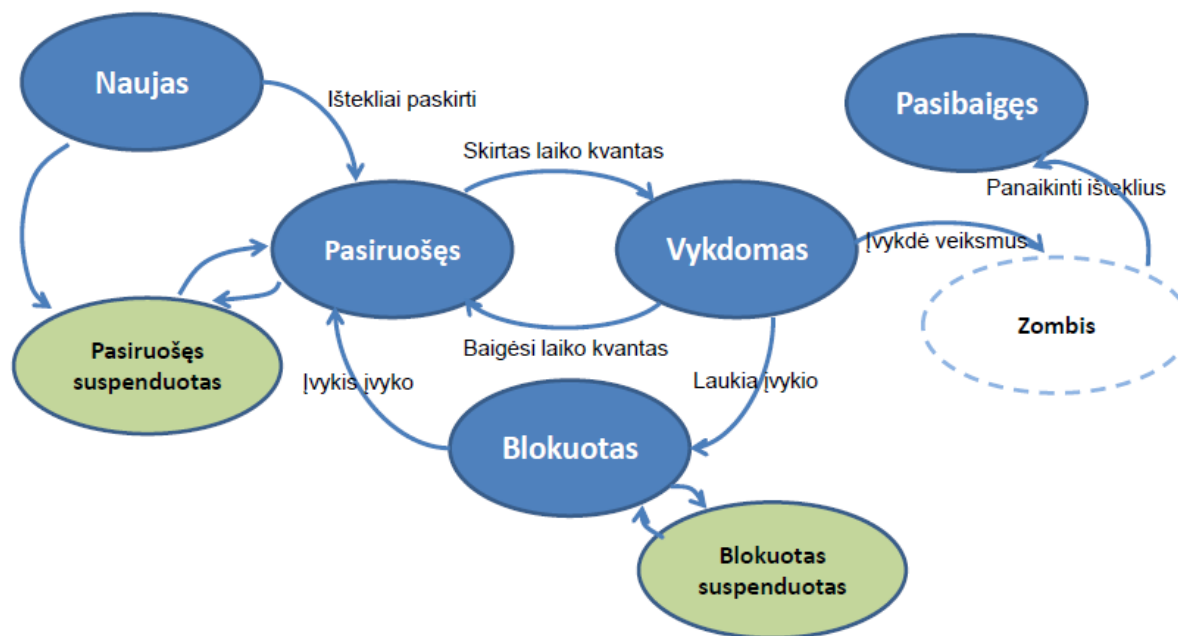 Naujas
Ištekliai paskirti
Pasibaigęs
Skirtas laiko kvantas
Panaikinti išteklius
Pasiruošęs
Vykdomas
Įvykdė veiksmus
Zombis
Pasiruošęs
suspenduotas
Baigėsi laiko kvantas
Įvykis įvyko
Laukia įvykio
Blokuotas
Blokuotas
suspenduotas